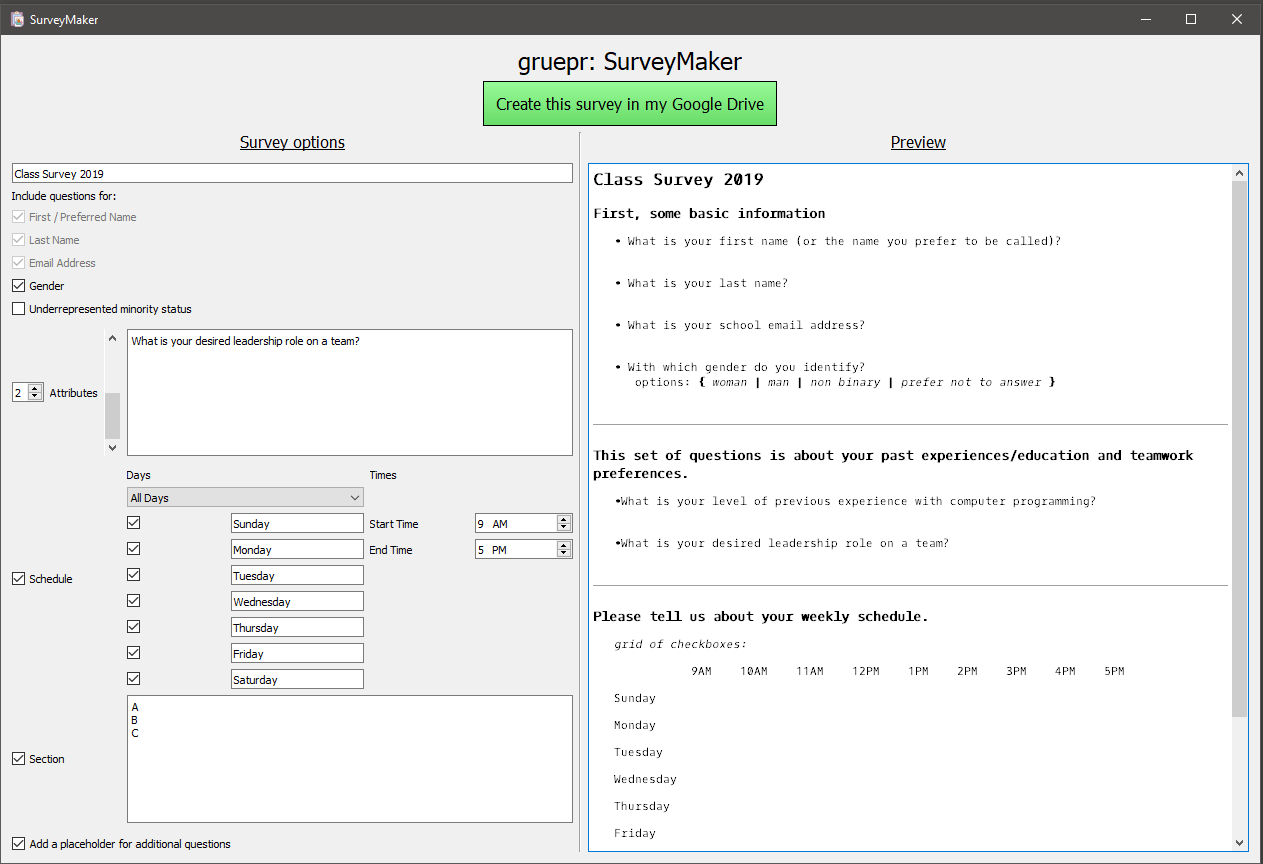 SurveyMaker
gruepr: SurveyMaker
Create this survey in my Google Drive
Survey options
Class Survey 2019
Include questions for:
First / Preferred Name
Last Name
Email Address
Gender
Underrepresented minority status
2 Attributes
What is your desired leadership role on a team?
Days Times
All Days
Sunday Start Time 9 AM
Monday End Time 5 PM
Tuesday
Schedule
Wednesday
Thursday
Friday
Saturday
A
B
C
Section
Add a placeholder for additional questions
Preview
Class Survey 2019
First, some basic information
• What is your first name (or the name you prefer to be called)?
• What is your last name?
• What is your school email address?
• With which gender do you identify?
options: { woman | man | non binary | prefer not to answer }
This set of questions is about your past experiences/education and teamwork
preferences.
•What is your level of previous experience with computer programming?
•What is your desired leadership role on a team?
Please tell us about your weekly schedule.
grid of checkboxes:
9AM 10AM 11AM 12PM 1PM 2PM 3PM 4PM 5PM
Sunday
Monday
Tuesday
Wednesday
Thursday
Friday